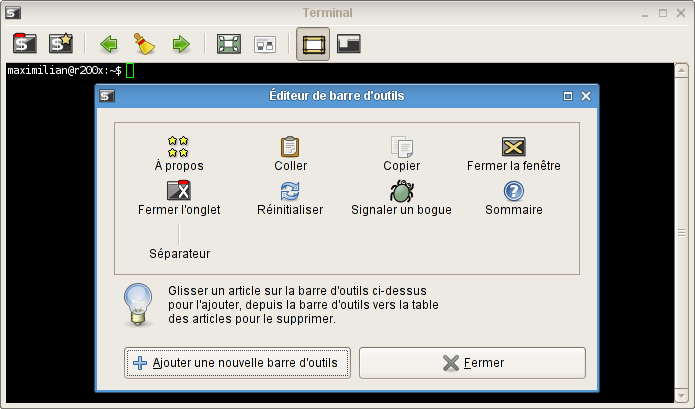 Terminal
maximilian@r200x:~$
Éditeur de barre d'outils
À propos
Coller
Copier
Fermer la fenêtre
Fermer l'onglet
Réinitialiser
Signaler un bogue
Sommaire
Séparateur
Glisser un article sur la barre d'outils ci-dessus
pour l'ajouter, depuis la barre d'outils vers la table
des articles pour le supprimer.
Ajouter une nouvelle barre d'outils
Fermer